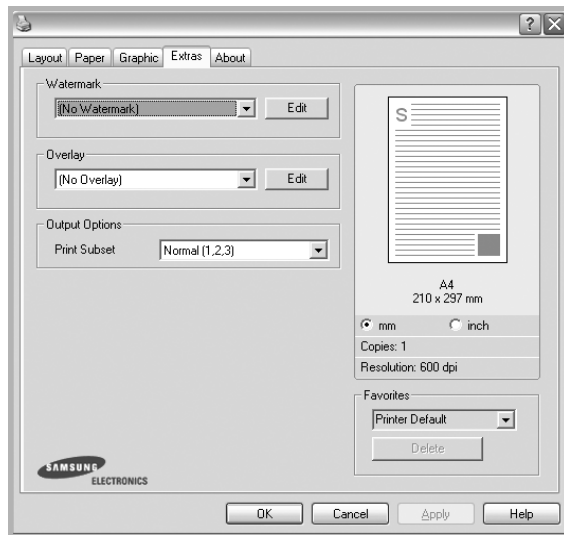 Layout Paper Graphic Extras About
Watermark
(No Watermark) Edit
Overlay
(No Overlay) Edit
Output Options
Print Subset Normal (1,2,3)
SAMSUNG
ELECTRONICS
S
A4
210 x 297 mm
mm inch
Copies: 1
Resolution: 600 dpi
Favorites
Printer Default
Delete
OK Cancel Apply Help